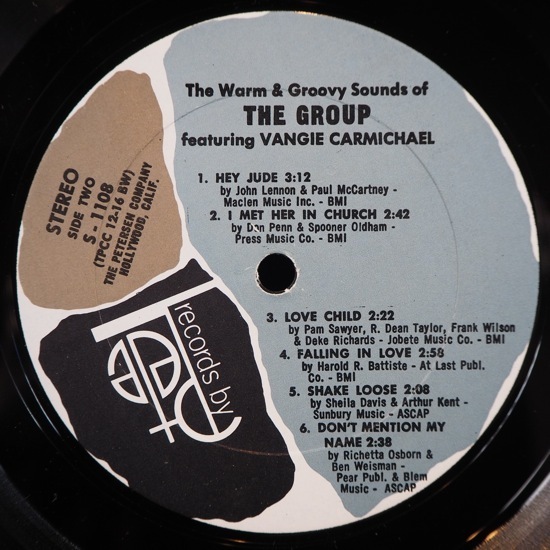 The Warm & Groovy Sounds of
THE GROUP
featuring VANGIE CARMICHAEL
1. HEY JUDE 3:12
by John Lennon & Paul McCartney -
Maclen Music Inc. - BMI
2. I MET HER IN CHURCH 2:42
by Dan Penn & Spooner Oldham -
Press Music Co. - BMI
3. LOVE CHILD 2:22
by Pam Sawyer, R. Dean Taylor, Frank Wilson
& Deke Richards - Jobete Music Co. - BMI
4. FALLING IN LOVE 2:58
by Harold R. Battiste - At Last Publ.
Co. - BMI
5. SHAKE LOOSE 2:08
by Sheila Davis & Arthur Kent -
Sunbury Music - ASCAP
6. DON'T MENTION MY
NAME 2:38
by Richetta Osborn &
Ben Weisman -
Pear Publ. & Blem
Music - ASCAP
STEREO
SIDE TWO
S - 1108
(TPCC 12-16 BW)
THE PETERSEN COMPANY
HOLLYWOOD, CALIF.
records by
Pete